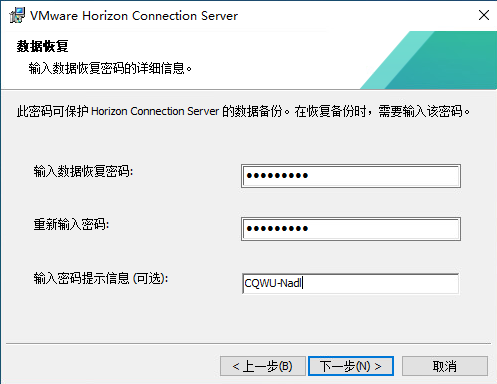 VMware Horizon Connection Server
数据恢复
输入数据恢复密码的详细信息。
此密码可保护 Horizon Connection Server 的数据备份。在恢复备份时，需要输入该密码。
输入数据恢复密码:
●●●●●●●●●
重新输入密码:
●●●●●●●●●
输入密码提示信息 (可选):
CQWU-Nadl
< 上一步(B)
下一步(N) >
取消